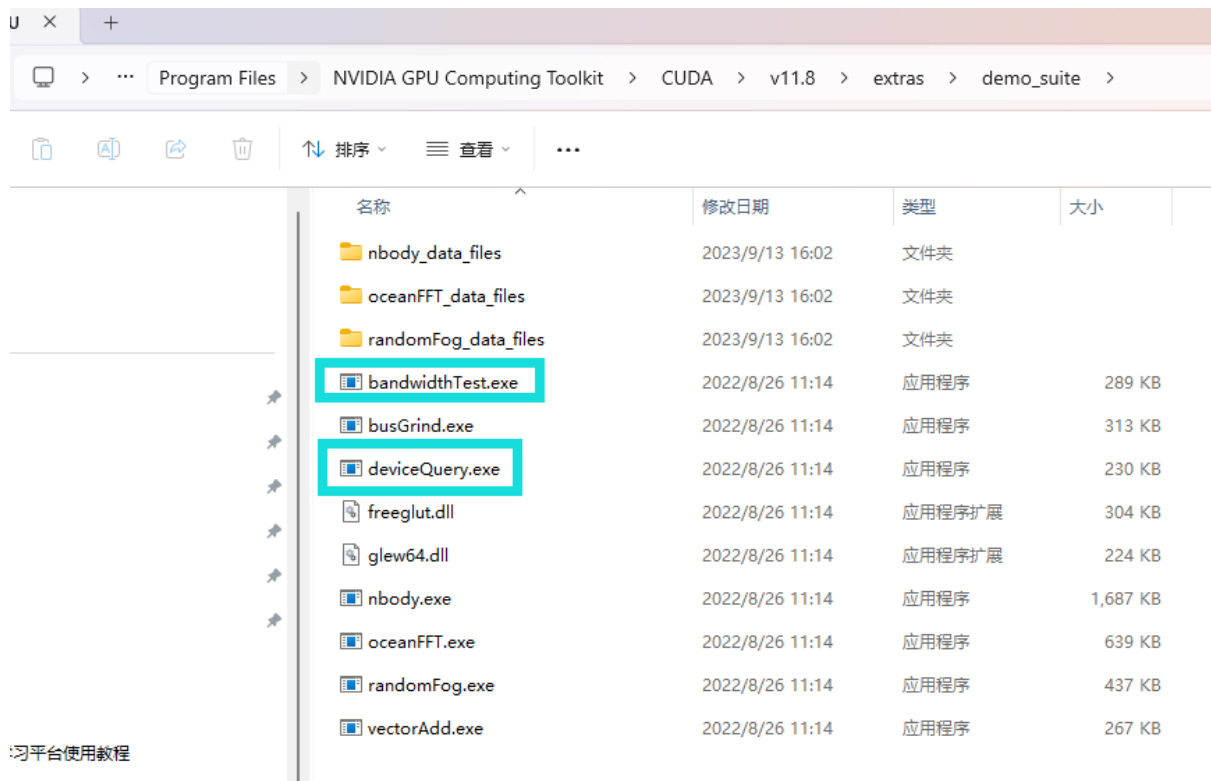 U × +
> ··· Program Files > NVIDIA GPU Computing Toolkit > CUDA > v11.8 > extras > demo_suite >
排序 查看 ···
名称 修改日期 类型 大小
nbody_data_files 2023/9/13 16:02 文件夹
oceanFFT_data_files 2023/9/13 16:02 文件夹
randomFog_data_files 2023/9/13 16:02 文件夹
bandwidthTest.exe 2022/8/26 11:14 应用程序 289 KB
busGrind.exe 2022/8/26 11:14 应用程序 313 KB
deviceQuery.exe 2022/8/26 11:14 应用程序 230 KB
freeglut.dll 2022/8/26 11:14 应用程序扩展 304 KB
glew64.dll 2022/8/26 11:14 应用程序扩展 224 KB
nbody.exe 2022/8/26 11:14 应用程序 1,687 KB
oceanFFT.exe 2022/8/26 11:14 应用程序 639 KB
randomFog.exe 2022/8/26 11:14 应用程序 437 KB
vectorAdd.exe 2022/8/26 11:14 应用程序 267 KB
习平台使用教程